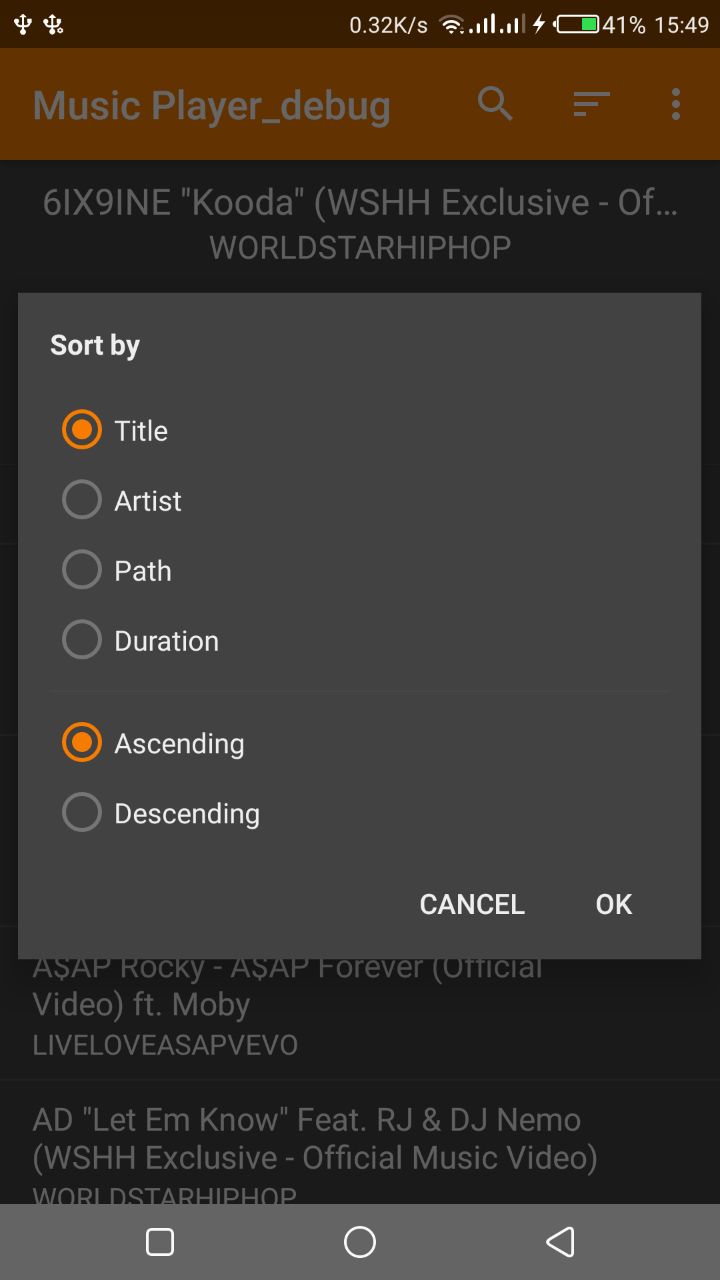 0.32K/s 41% 15:49
Music Player_debug
6IX9INE "Kooda" (WSHH Exclusive - Of…
WORLDSTARHIPHOP
Sort by
Title
Artist
Path
Duration
Ascending
Descending
CANCEL OK
A$AP Rocky - A$AP Forever (Official
Video) ft. Moby
LIVELOVEASAPVEVO
AD "Let Em Know" Feat. RJ & DJ Nemo
(WSHH Exclusive - Official Music Video)
WORLDSTARHIPHOP